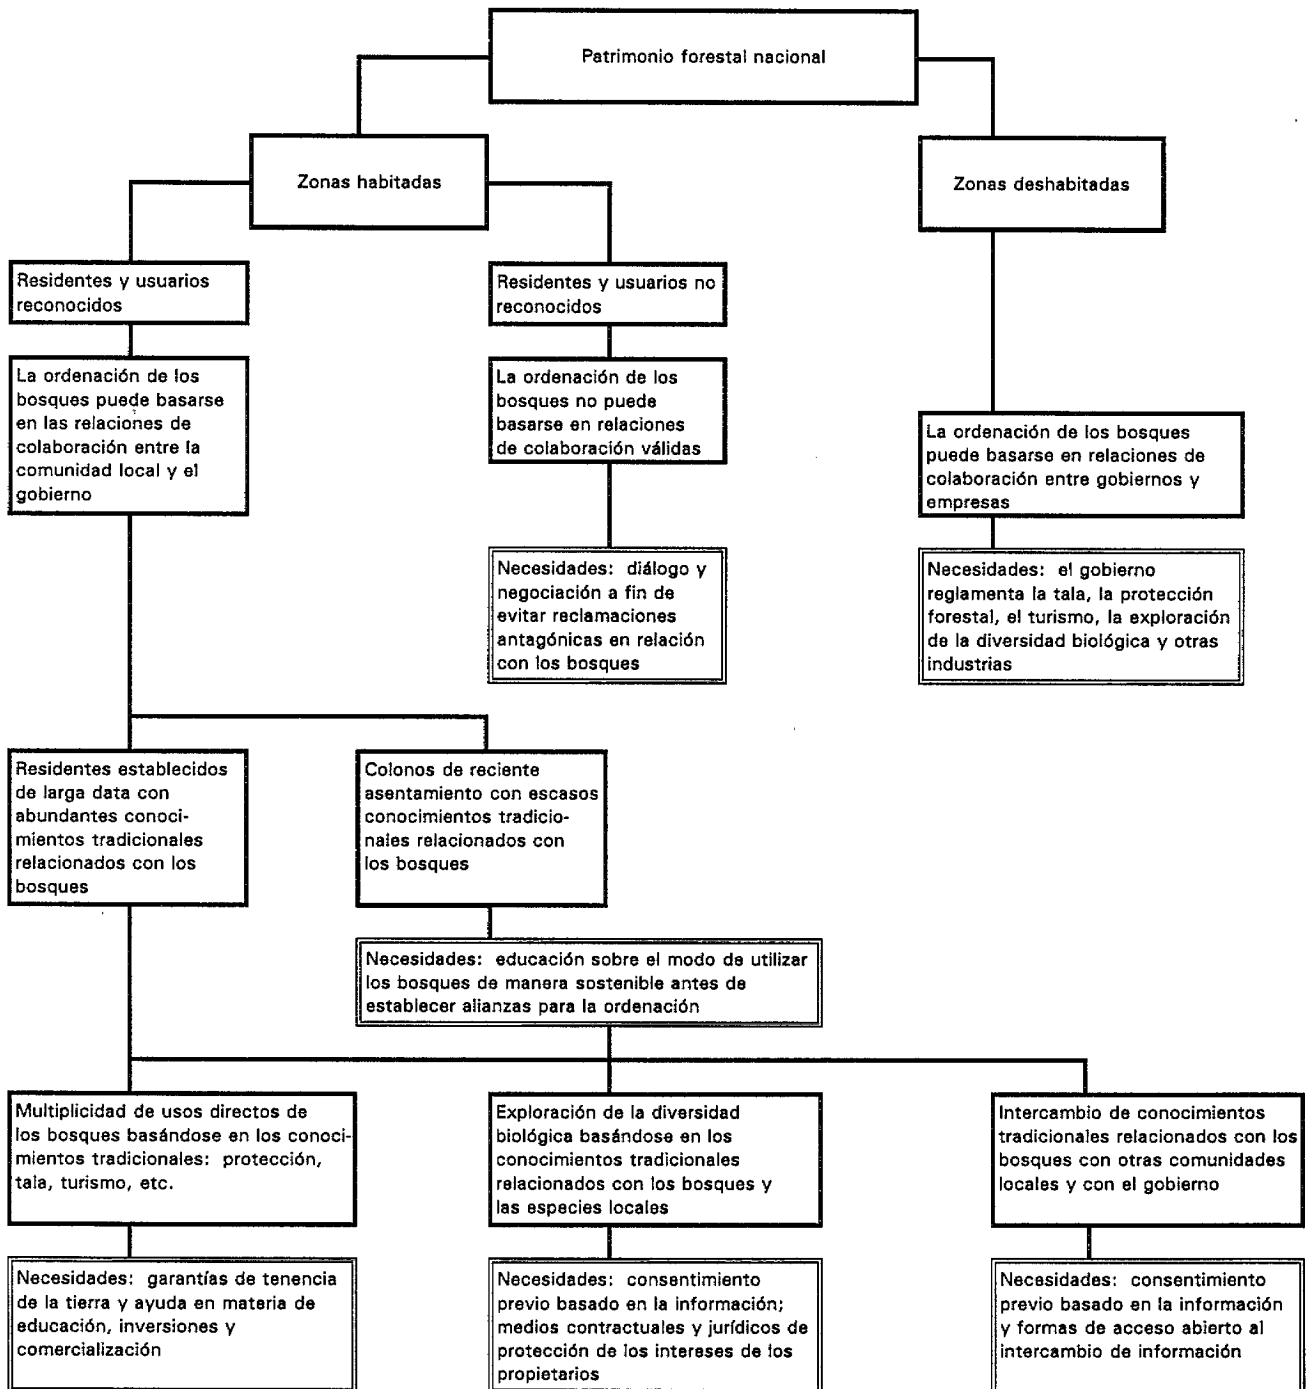 Patrimonio forestal nacional
Zonas habitadas
Zonas deshabitadas
Residentes y usuarios
reconocidos
Residentes y usuarios no
reconocidos
La ordenación de los
bosques puede basarse
en las relaciones de
colaboración entre la
comunidad local y el
gobierno
La ordenación de los
bosques no puede
basarse en relaciones
de colaboración válidas
La ordenación de los bosques
puede basarse en relaciones de
colaboración entre gobiernos y
empresas
Necesidades: diálogo y
negociación a fin de
evitar reclamaciones
antagónicas en relación
con los bosques
Necesidades: el gobierno
reglamenta la tala, la protección
forestal, el turismo, la exploración
de la diversidad biológica y otras
industrias
Residentes establecidos
de larga data con
abundantes conoci-
mientos tradicionales
relacionados con los
bosques
Colonos de reciente
asentamiento con escasos
conocimientos tradicio-
nales relacionados con
los bosques
Necesidades: educación sobre el modo de utilizar
los bosques de manera sostenible antes de
establecer alianzas para la ordenación
Multiplicidad de usos directos de
los bosques basándose en los conoci-
mientos tradicionales: protección,
tala, turismo, etc.
Exploración de la diversidad
biológica basándose en los
conocimientos tradicionales
relacionados con los bosques y
las especies locales
Intercambio de conocimientos
tradicionales relacionados con los
bosques con otras comunidades
locales y con el gobierno
Necesidades: garantías de tenencia
de la tierra y ayuda en materia de
educación, inversiones y
comercialización
Necesidades: consentimiento
previo basado en la información;
medios contractuales y jurídicos de
protección de los intereses de los
propietarios
Necesidades: consentimiento
previo basado en la información
y formas de acceso abierto al
intercambio de información